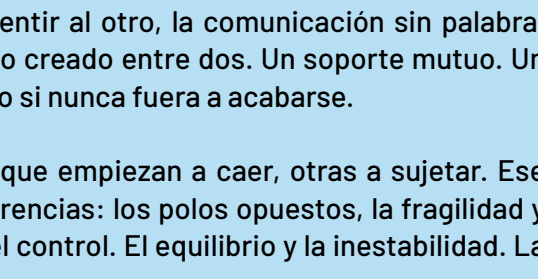 entir al otro, la comunicación sin palabra
o creado entre dos. Un soporte mutuo. Un
o si nunca fuera a acabarse.
que empiezan a caer, otras a sujetar. Ese
rencias: los polos opuestos, la fragilidad y
el control. El equilibrio y la inestabilidad. La